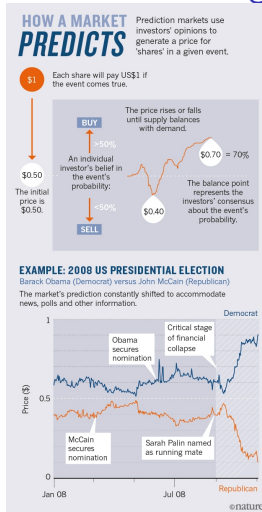 HOW A MARKET
PREDICTS
Prediction markets use
investors' opinions to
generate a price for
'shares' in a given event.
$1
Each share will pay US$1 if
the event comes true.
The price rises or falls
until supply balances
with demand.
BUY
>50%
An individual
investor's belief in
the event's
probability:
<50%
SELL
$0.50
The initial
price is
$0.50.
$0.70 = 70%
$0.40
The balance point
represents the
investors' consensus
about the event's
probability.
EXAMPLE: 2008 US PRESIDENTIAL ELECTION
Barack Obama (Democrat) versus John McCain (Republican)
The market's prediction constantly shifted to accommodate
news, polls and other information.
Democrat
1
Critical stage
of financial
collapse
Obama
secures
nomination
Price ($)
0.5
McCain
secures
nomination
Sarah Palin named
as running mate
0
Republican
Jan 08
Jul 08
©nature